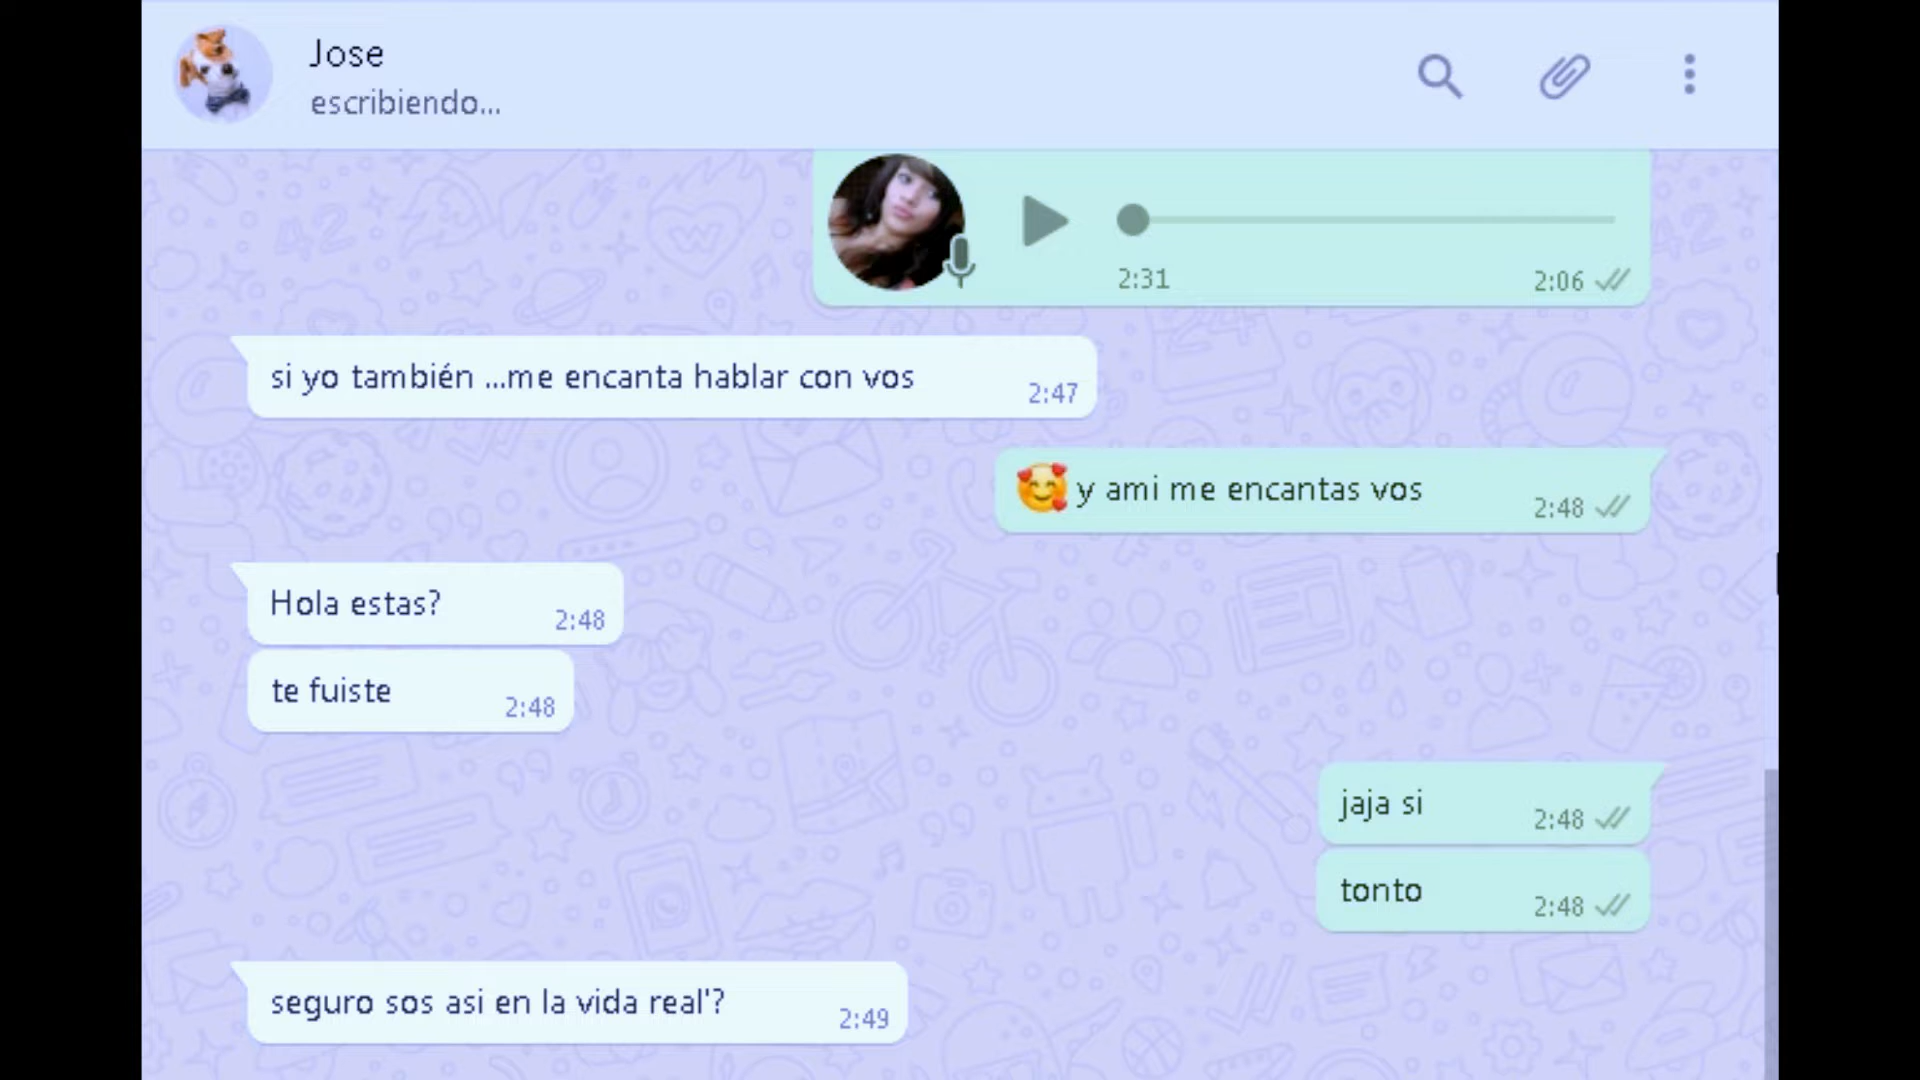 Jose
escribiendo...
2:31
2:06
si yo también ...me encanta hablar con vos
2:47
🥰 y ami me encantas vos
2:48
Hola estas?
2:48
te fuiste
2:48
jaja si
2:48
tonto
2:48
seguro sos asi en la vida real'?
2:49